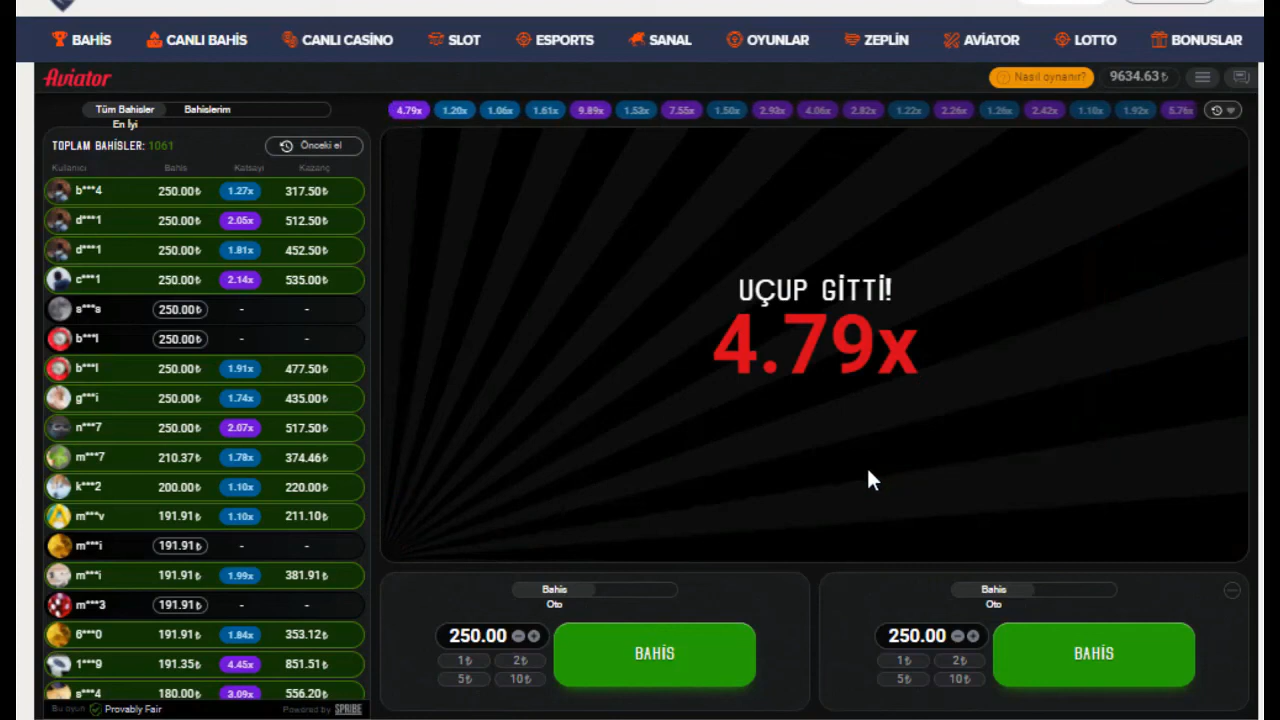 BAHİS CANLI BAHİS CANLI CASİNO SLOT ESPORTS SANAL OYUNLAR ZEPLİN AVİATOR LOTTO BONUSLAR
Aviator
? Nasıl oynanır? 9634.63₺
Tüm Bahisler Bahislerim
En İyi
4.79x 1.20x 1.06x 1.61x 9.89x 1.53x 7.55x 1.50x 2.93x 4.06x 2.82x 1.22x 2.26x 1.26x 2.42x 1.10x 1.92x 5.76x
TOPLAM BAHİSLER: 1061 Önceki el
Kullanıcı Bahis Katsayı Kazanç
b***4 250.00₺ 1.27x 317.50₺
d***1 250.00₺ 2.05x 512.50₺
d***1 250.00₺ 1.81x 452.50₺
c***1 250.00₺ 2.14x 535.00₺
s***s 250.00₺ - -
b***l 250.00₺ - -
b***l 250.00₺ 1.91x 477.50₺
g***i 250.00₺ 1.74x 435.00₺
n***7 250.00₺ 2.07x 517.50₺
m***7 210.37₺ 1.78x 374.46₺
k***2 200.00₺ 1.10x 220.00₺
m***v 191.91₺ 1.10x 211.10₺
m***i 191.91₺ - -
m***i 191.91₺ 1.99x 381.91₺
m***3 191.91₺ - -
6***0 191.91₺ 1.84x 353.12₺
1***9 191.35₺ 4.45x 851.51₺
s***4 180.00₺ 3.09x 556.20₺
Bu oyun Provably Fair Powered by SPRIBE
UÇUP GİTTİ!
4.79x
Bahis
Oto
250.00
1₺ 2₺
5₺ 10₺
BAHİS
Bahis
Oto
250.00
1₺ 2₺
5₺ 10₺
BAHİS